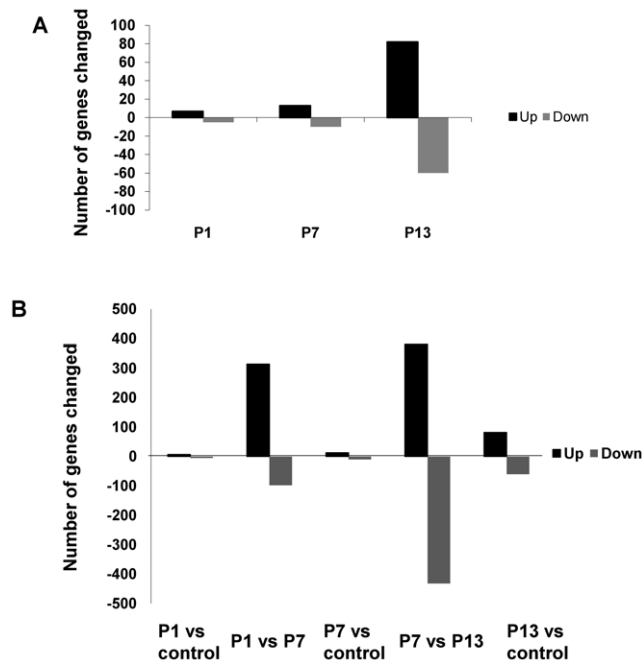 A
Number of genes changed
100
80
60
40
20
0
-20
-40
-60
-80
-100
P1
P7
P13
Up
Down
B
Number of genes changed
500
400
300
200
100
0
-100
-200
-300
-400
-500
P1 vs
control
P1 vs P7
P7 vs
control
P7 vs P13
P13 vs
control
Up
Down